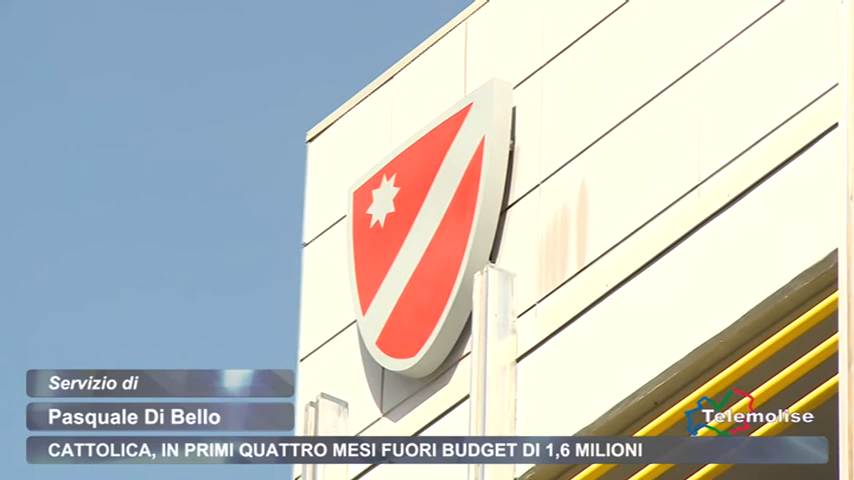 Servizio di
Pasquale Di Bello
Telemolise
CATTOLICA, IN PRIMI QUATTRO MESI FUORI BUDGET DI 1,6 MILIONI